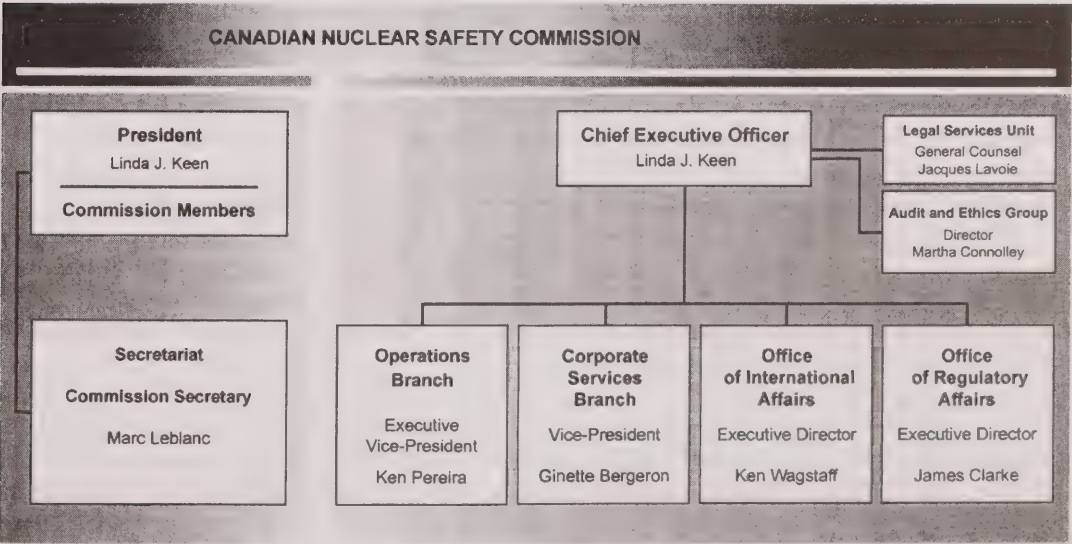 CANADIAN NUCLEAR SAFETY COMMISSION
President
Linda J. Keen
Commission Members
Secretariat
Commission Secretary
Marc Leblanc
Chief Executive Officer
Linda J. Keen
Legal Services Unit
General Counsel
Jacques Lavoie
Audit and Ethics Group
Director
Martha Connolley
Operations
Branch
Executive
Vice-President
Ken Pereira
Corporate
Services
Branch
Vice-President
Ginette Bergeron
Office
of International
Affairs
Executive Director
Ken Wagstaff
Office
of Regulatory
Affairs
Executive Director
James Clarke